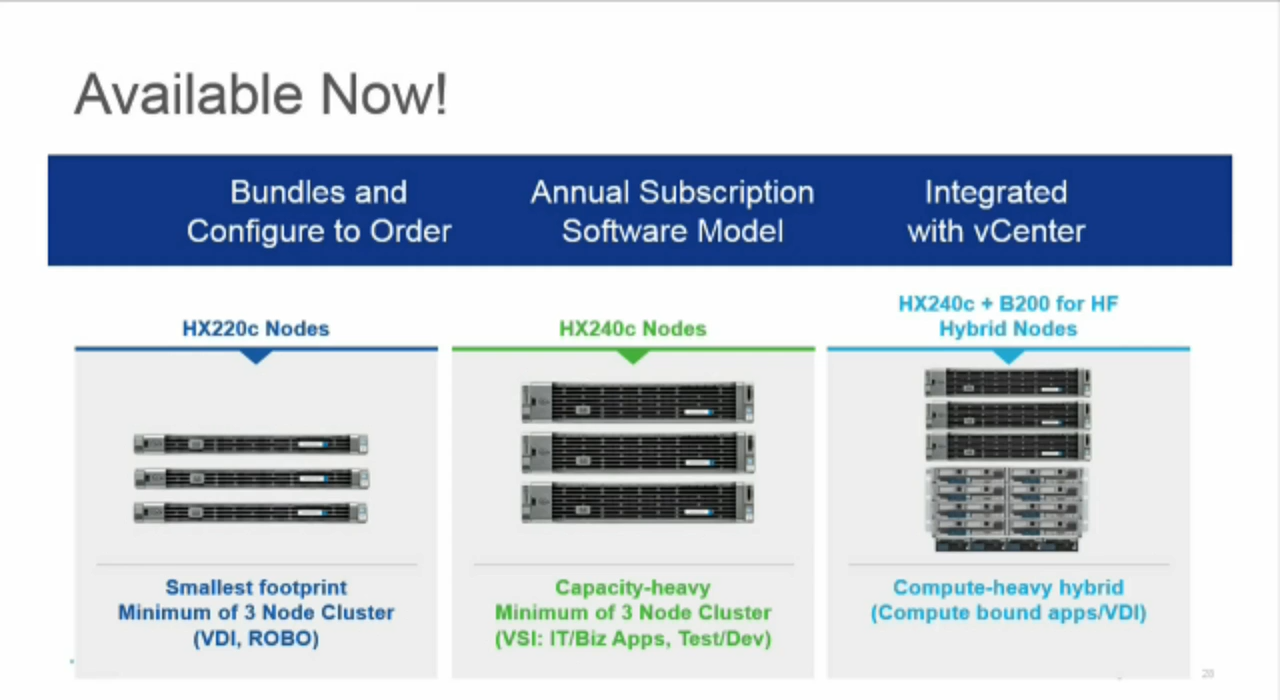 Available Now!
Bundles and
Configure to Order
Annual Subscription
Software Model
Integrated
with vCenter
HX220c Nodes
Smallest footprint
Minimum of 3 Node Cluster
(VDI, ROBO)
HX240c Nodes
Capacity-heavy
Minimum of 3 Node Cluster
(VSI: IT/Biz Apps, Test/Dev)
HX240c + B200 for HF
Hybrid Nodes
Compute-heavy hybrid
(Compute bound apps/VDI)
28